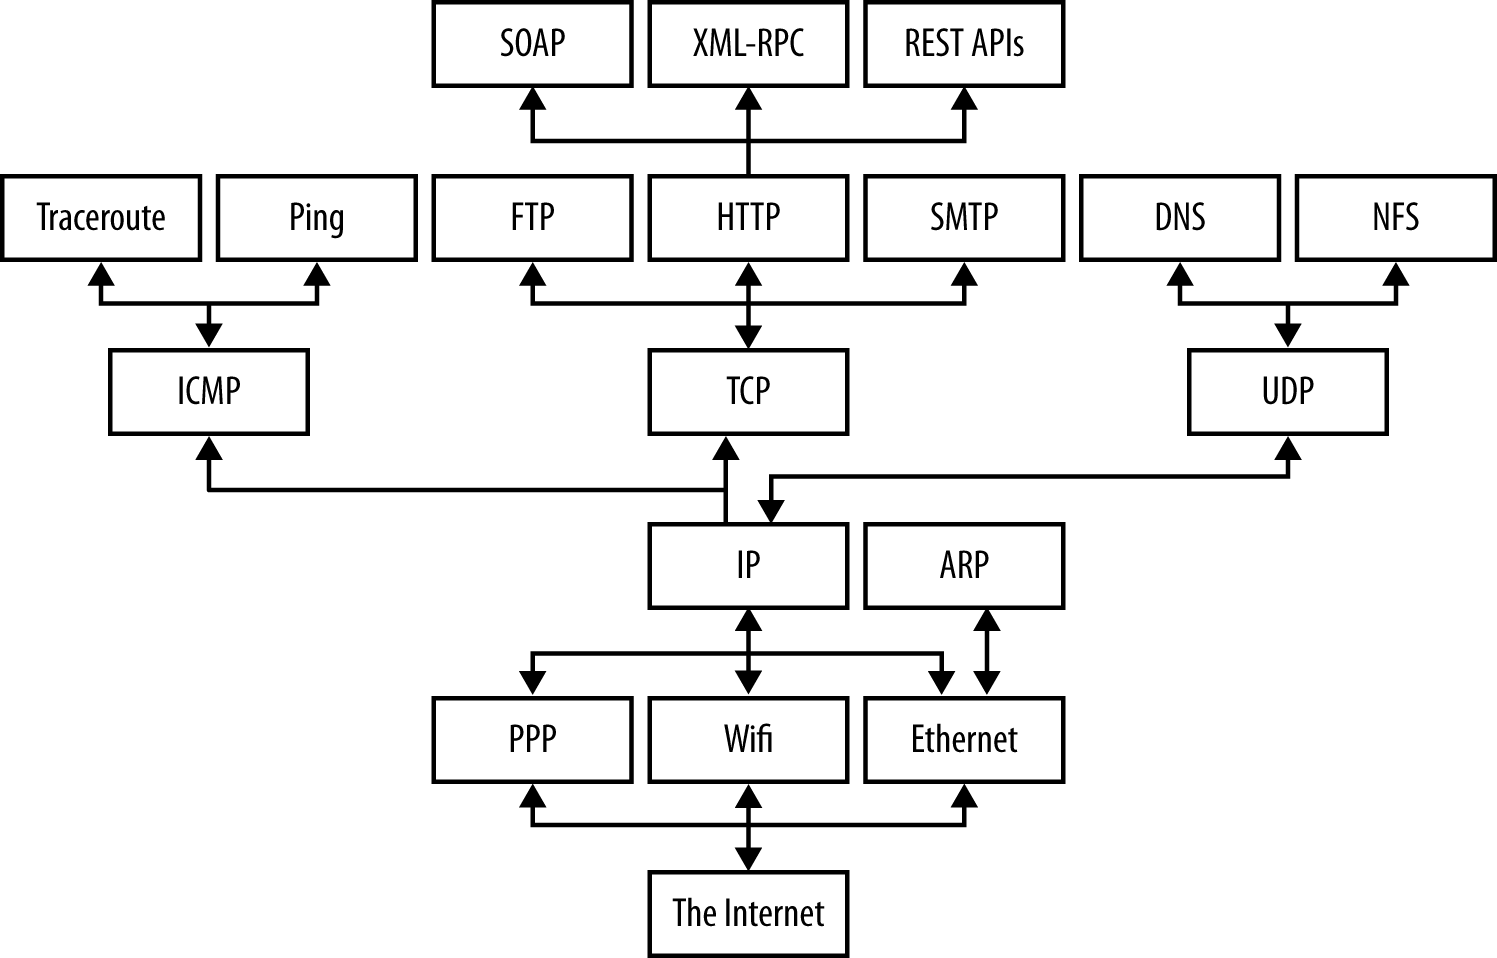 SOAP
XML-RPC
REST APIs
Traceroute
Ping
FTP
HTTP
SMTP
DNS
NFS
ICMP
TCP
UDP
IP
ARP
PPP
Wifi
Ethernet
The Internet